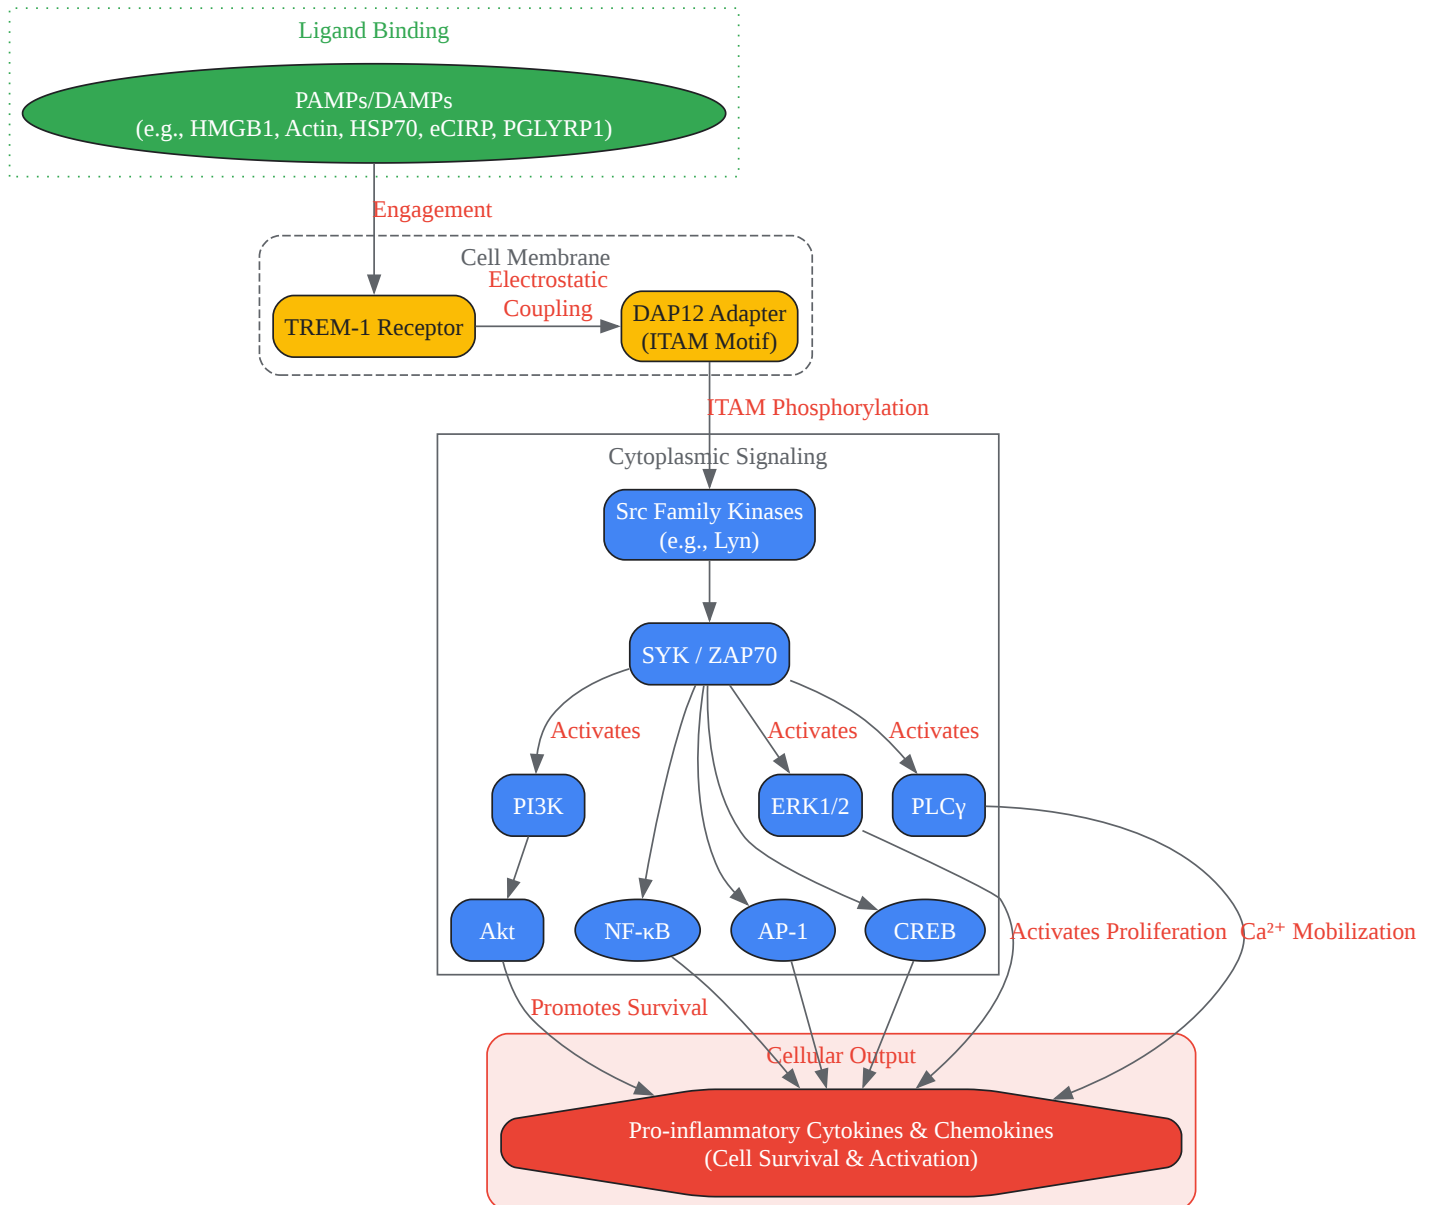 Ligand Binding
PAMPs/DAMPs
(e.g., HMGB1, Actin, HSP70, eCIRP, PGLYRP1)
Engagement
Cell Membrane
Electrostatic
Coupling
TREM-1 Receptor
DAP12 Adapter
(ITAM Motif)
ITAM Phosphorylation
Cytoplasmic Signaling
Src Family Kinases
(e.g., Lyn)
SYK / ZAP70
Activates
Activates
Activates
PI3K
ERK1/2
PLCγ
Akt
NF-κB
AP-1
CREB
Activates Proliferation
Ca²⁺ Mobilization
Promotes Survival
Cellular Output
Pro-inflammatory Cytokines & Chemokines
(Cell Survival & Activation)